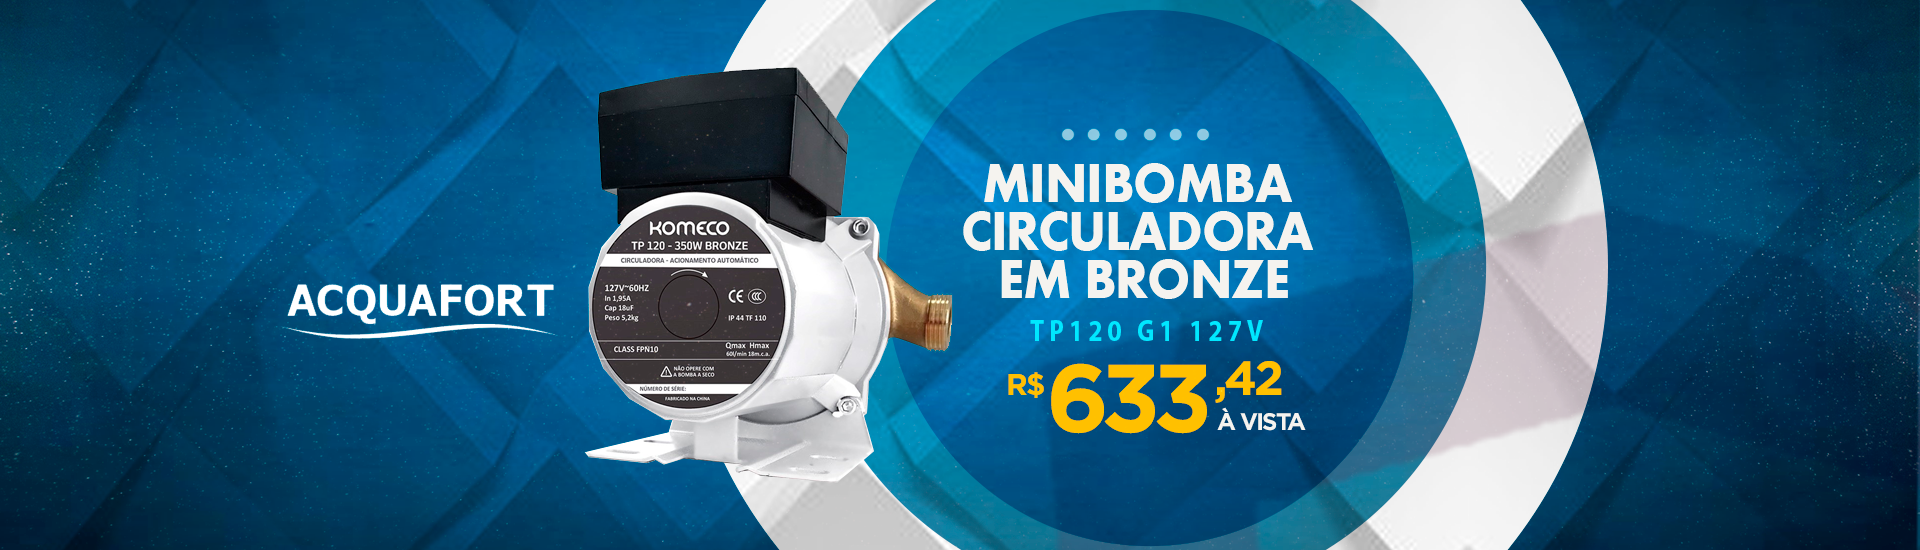 ACQUAFORT
KOMECO
TP 120 - 350W BRONZE
CIRCULADORA - ACIONAMENTO AUTOMÁTICO
127V~60HZ
In 1,95A
Cap 18uF
Peso 5,2kg
CE CCC
IP 44 TF 110
CLASS FPN10
Qmax Hmax
60l/min 18m.c.a.
NÃO OPERE COM
A BOMBA A SECO
NÚMERO DE SÉRIE:
FABRICADO NA CHINA
MINIBOMBA
CIRCULADORA
EM BRONZE
TP120 G1 127V
R$ 633,42
À VISTA